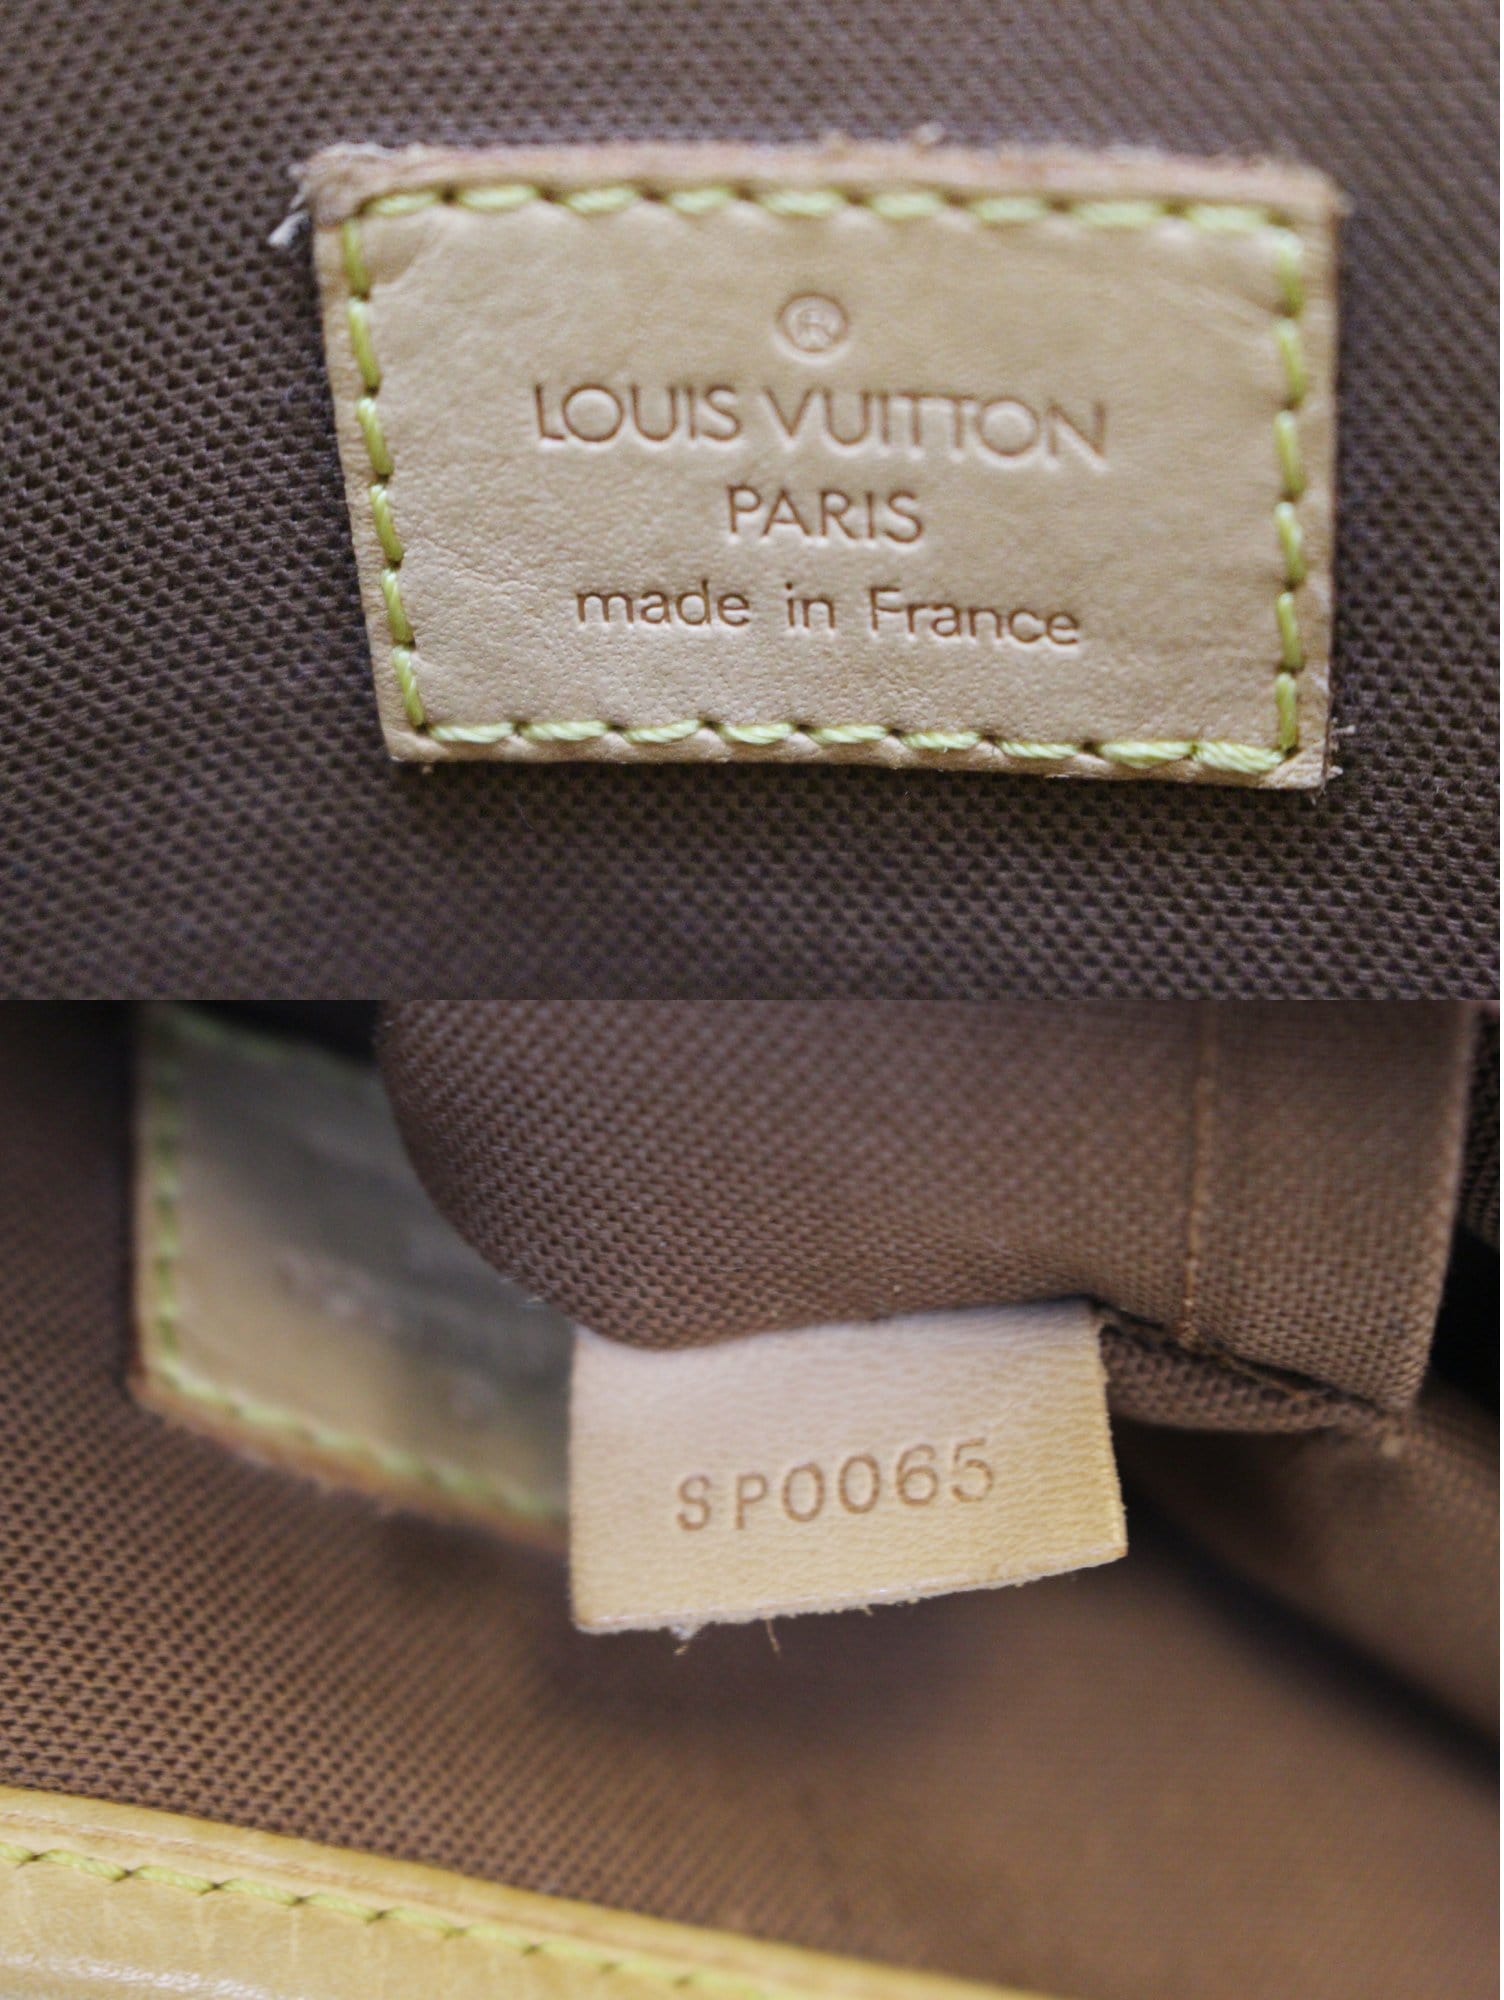 ®
LOUIS VUITTON
PARIS
made in France
SP0065